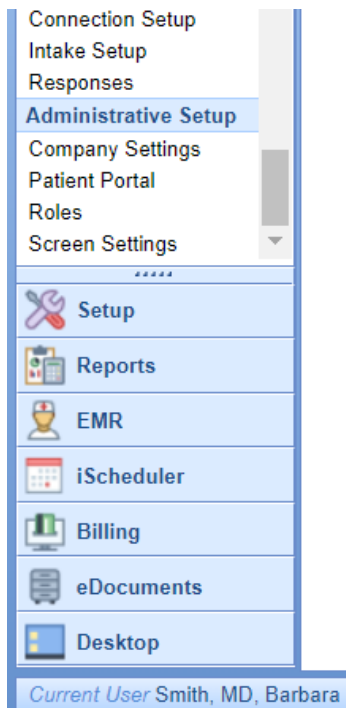 Connection Setup
Intake Setup
Responses
Administrative Setup
Company Settings
Patient Portal
Roles
Screen Settings
Setup
Reports
EMR
iScheduler
Billing
eDocuments
Desktop
Current User Smith, MD, Barbara